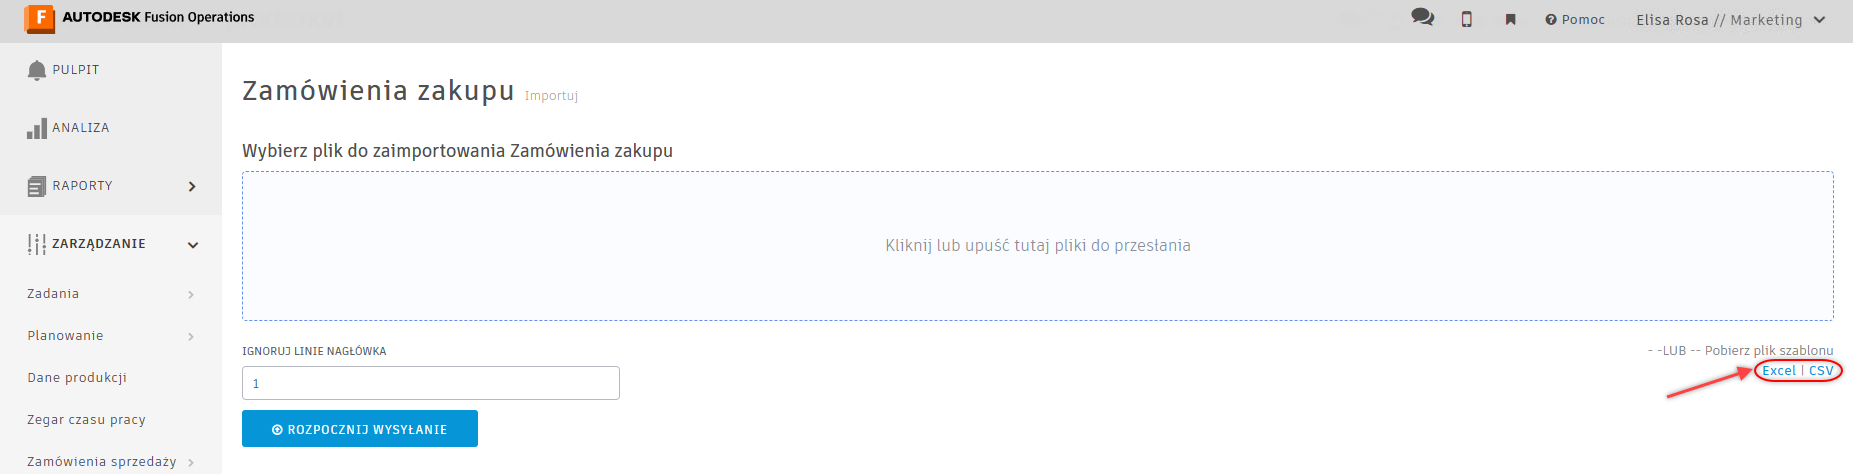 F AUTODESK Fusion Operations
Pomoc
Elisa Rosa // Marketing
PULPIT
ANALIZA
RAPORTY
ZARZĄDZANIE
Zadania
Planowanie
Dane produkcji
Zegar czasu pracy
Zamówienia sprzedaży
Zamówienia zakupu Importuj
Wybierz plik do zaimportowania Zamówienia zakupu
Kliknij lub upuść tutaj pliki do przesłania
IGNORUJ LINIE NAGŁÓWKA
1
ROZPOCZNIJ WYSYŁANIE
- -LUB -- Pobierz plik szablonu
Excel | CSV